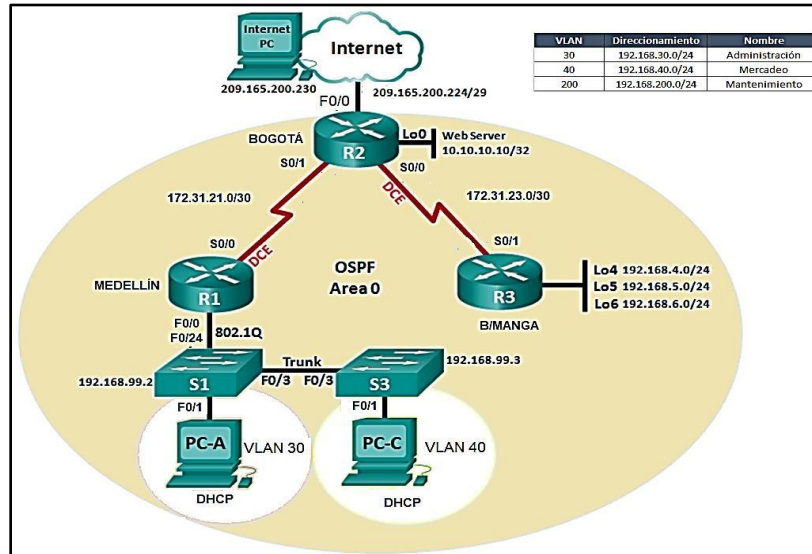 Internet
PC
Internet
209.165.200.230
209.165.200.224/29
F0/0
VLAN Direccionamiento Nombre
30 192.168.30.0/24 Administración
40 192.168.40.0/24 Mercadeo
200 192.168.200.0/24 Mantenimiento
BOGOTÁ
R2
Lo0
Web Server
10.10.10.10/32
S0/1
S0/0
172.31.21.0/30
DCE
172.31.23.0/30
S0/0
DCE
S0/1
MEDELLÍN
R1
OSPF
Area 0
R3
B/MANGA
Lo4 192.168.4.0/24
Lo5 192.168.5.0/24
Lo6 192.168.6.0/24
F0/0
F0/24
802.1Q
192.168.99.2
S1
Trunk
F0/3 F0/3
S3
192.168.99.3
F0/1
F0/1
PC-A
VLAN 30
PC-C
VLAN 40
DHCP
DHCP